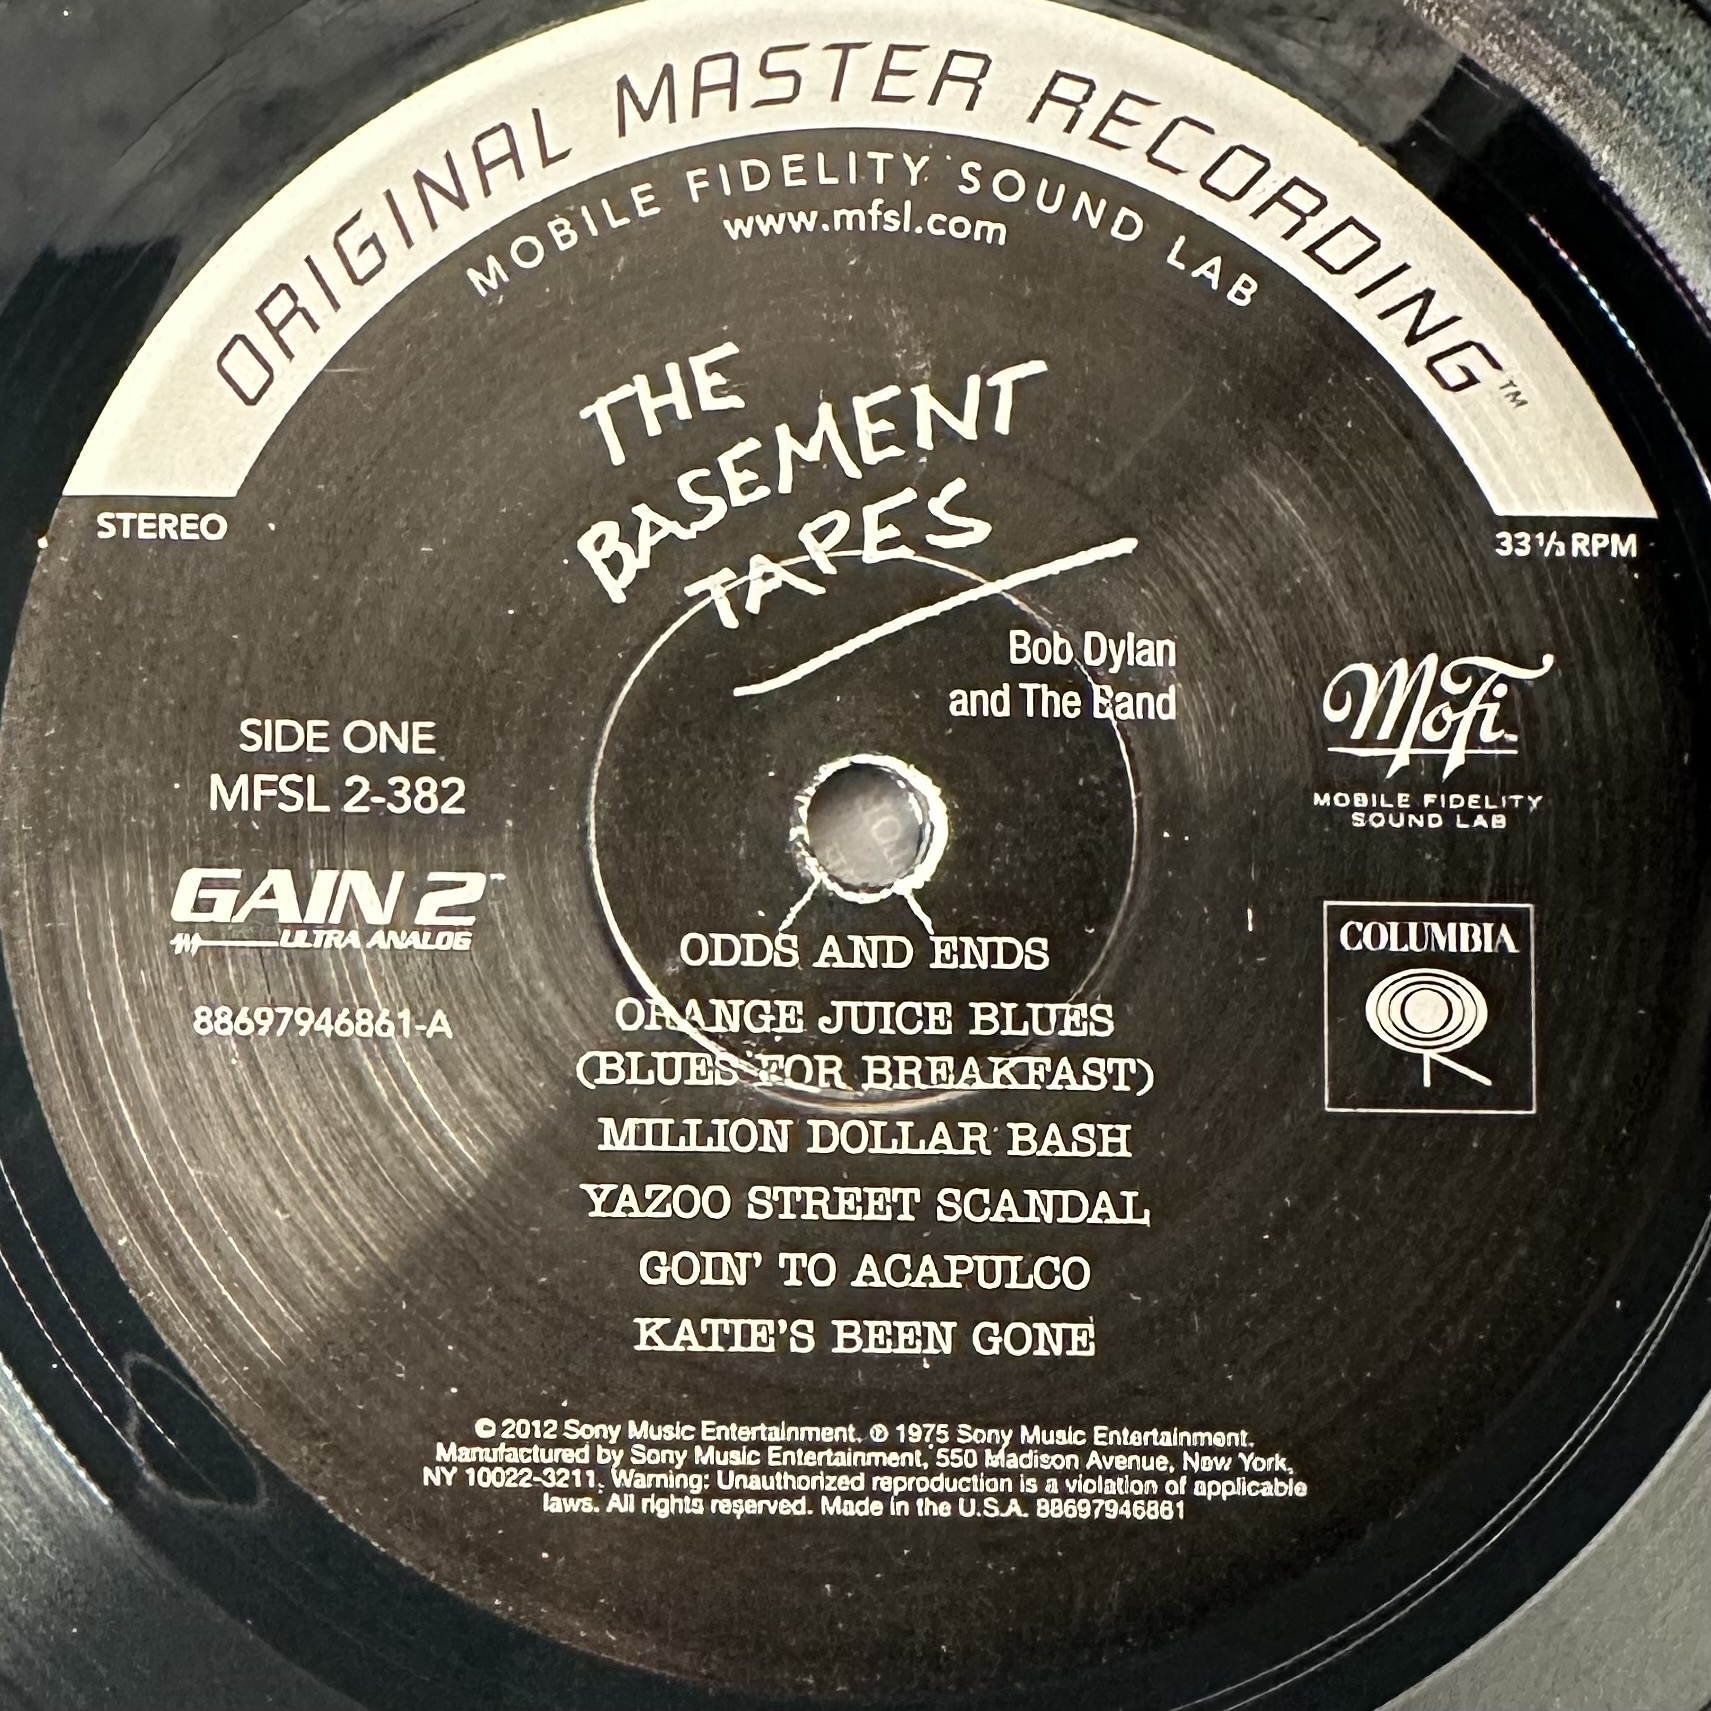 ORIGINAL MASTER RECORDING™
MOBILE FIDELITY SOUND LAB
www.mfsl.com
THE
BASEMENT
TAPES
STEREO
33⅓ RPM
Bob Dylan
and The Band
SIDE ONE
MFSL 2-382
GAIN 2™
ULTRA ANALOG
88697946861-A
MoFi™
MOBILE FIDELITY
SOUND LAB
COLUMBIA
ODDS AND ENDS
ORANGE JUICE BLUES
(BLUES FOR BREAKFAST)
MILLION DOLLAR BASH
YAZOO STREET SCANDAL
GOIN' TO ACAPULCO
KATIE'S BEEN GONE
© 2012 Sony Music Entertainment. ℗ 1975 Sony Music Entertainment.
Manufactured by Sony Music Entertainment, 550 Madison Avenue, New York,
NY 10022-3211. Warning: Unauthorized reproduction is a violation of applicable
laws. All rights reserved. Made in the U.S.A. 88697946861